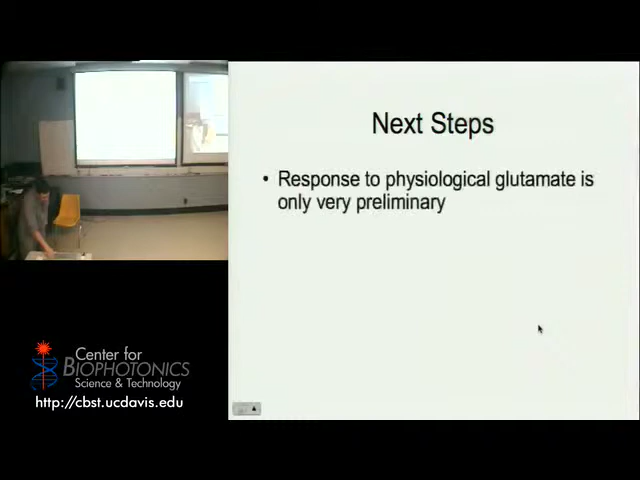 Next Steps
• Response to physiological glutamate is
only very preliminary
Center for
BIOPHOTONICS
Science & Technology
http://cbst.ucdavis.edu